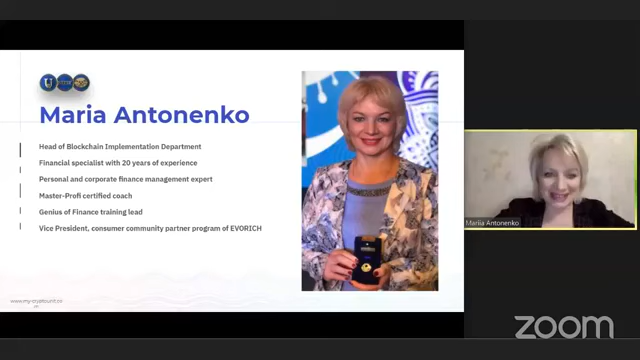 Maria Antonenko
Head of Blockchain Implementation Department
Financial specialist with 20 years of experience
Personal and corporate finance management expert
Master-Profi certified coach
Genius of Finance training lead
Vice President, consumer community partner program of EVORICH
Mariia Antonenko
zoom